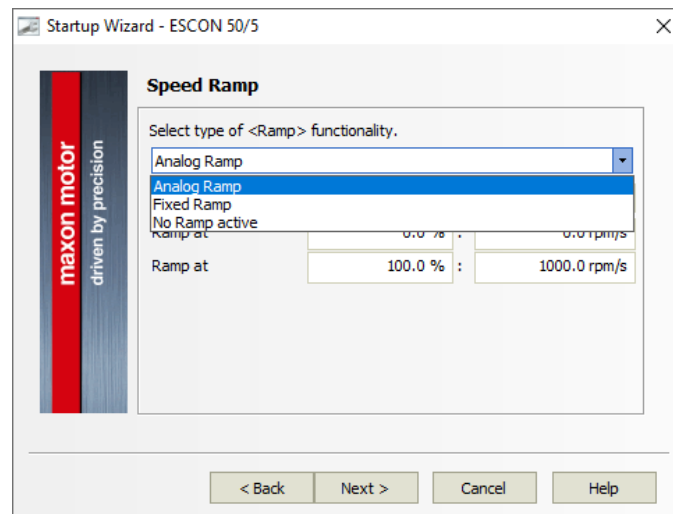 Startup Wizard - ESCON 50/5
maxon motor
driven by precision
Speed Ramp
Select type of <Ramp> functionality.
Analog Ramp
Analog Ramp
Fixed Ramp
No Ramp active
Ramp at 0.0 % : 0.0 rpm/s
Ramp at 100.0 % : 1000.0 rpm/s
< Back Next > Cancel Help